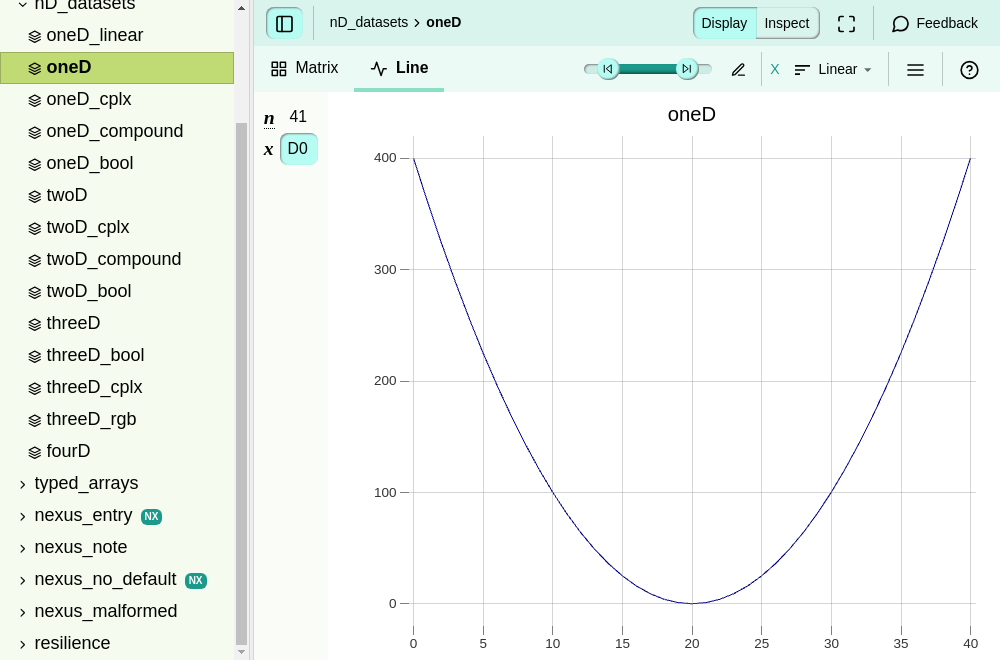 nD_datasets
oneD_linear
oneD
oneD_cplx
oneD_compound
oneD_bool
twoD
twoD_cplx
twoD_compound
twoD_bool
threeD
threeD_bool
threeD_cplx
threeD_rgb
fourD
typed_arrays
nexus_entry NX
nexus_note
nexus_no_default NX
nexus_malformed
resilience
nD_datasets › oneD
Display Inspect
Feedback
Matrix Line
X Linear
n 41
x D0
oneD
400
300
200
100
0
0 5 10 15 20 25 30 35 40